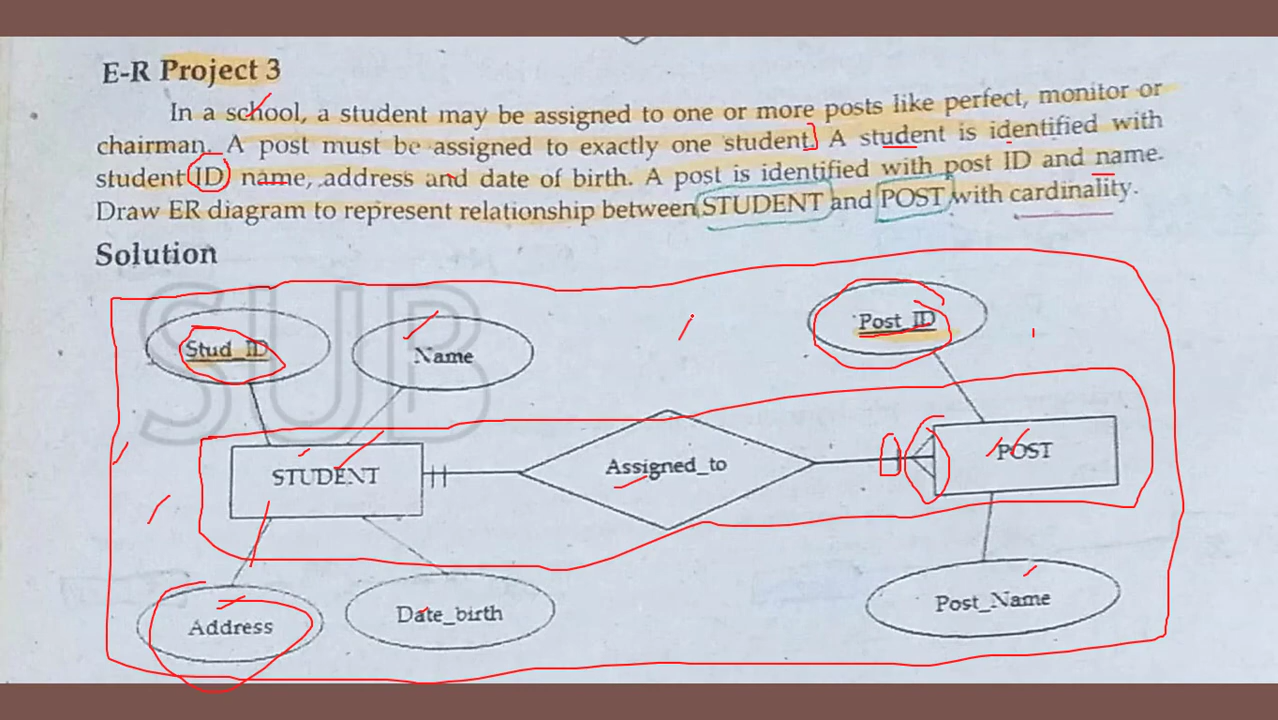 E-R Project 3
In a school, a student may be assigned to one or more posts like perfect, monitor or
chairman. A post must be assigned to exactly one student. A student is identified with
student ID name, address and date of birth. A post is identified with post ID and name.
Draw ER diagram to represent relationship between STUDENT and POST with cardinality.
Solution
SUB
Stud_ID
Name
Post_ID
STUDENT
Assigned_to
POST
Address
Date_birth
Post_Name